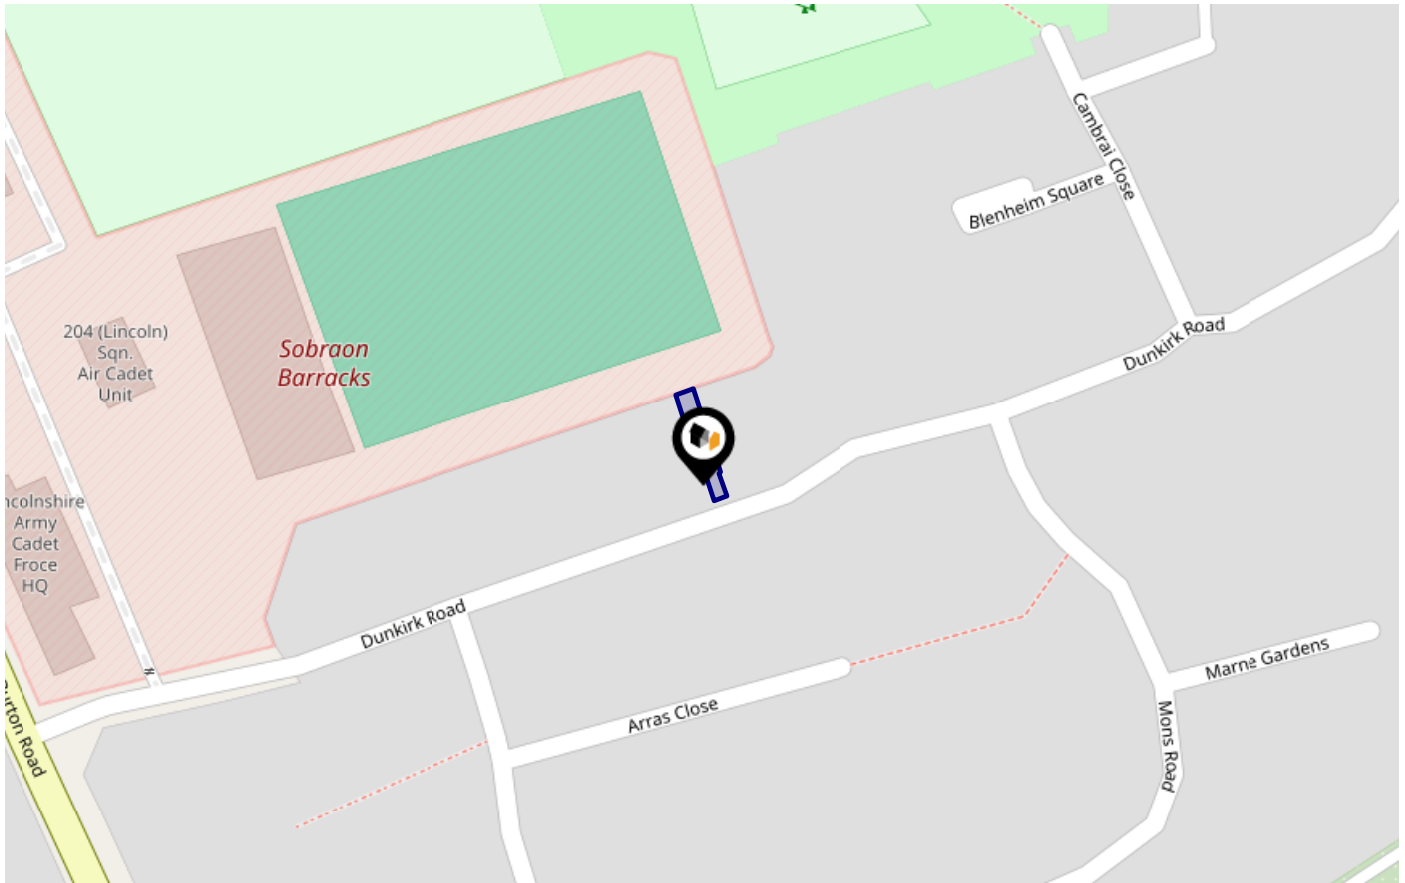 Cambrai Close
Blenheim Square
204 (Lincoln)
Sqn.
Air Cadet
Unit
Sobraon
Barracks
Dunkirk Road
ncolnshire
Army
Cadet
Froce
HQ
Dunkirk Road
Marne Gardens
Arras Close
Mons Road
urton Road